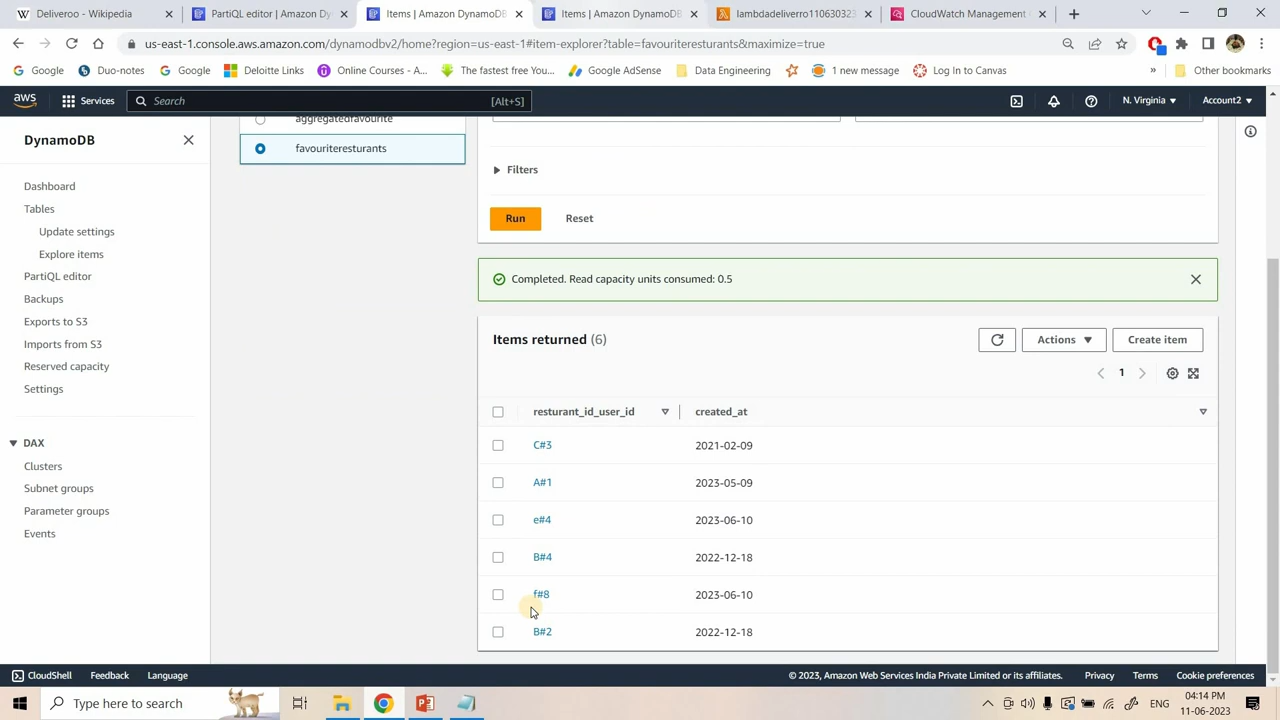 Deliveroo - Wikipedia
PartiQL editor | Amazon Dynam
Items | Amazon DynamoDB
Items | Amazon DynamoDB
lambdadeliver1110630323
CloudWatch Management
us-east-1.console.aws.amazon.com/dynamodbv2/home?region=us-east-1#item-explorer?table=favouriteresturants&maximize=true
Google
Duo-notes
Google
Deloitte Links
Online Courses - A...
The fastest free You...
Google AdSense
Data Engineering
1 new message
Log In to Canvas
»
Other bookmarks
aws
Services
Search
[Alt+S]
N. Virginia
Account2
DynamoDB
Dashboard
Tables
Update settings
Explore items
PartiQL editor
Backups
Exports to S3
Imports from S3
Reserved capacity
Settings
DAX
Clusters
Subnet groups
Parameter groups
Events
aggregatedfavourite
favouriteresturants
Filters
Run
Reset
Completed. Read capacity units consumed: 0.5
Items returned (6)
Actions
Create item
1
resturant_id_user_id
created_at
C#3 2021-02-09
A#1 2023-05-09
e#4 2023-06-10
B#4 2022-12-18
f#8 2023-06-10
B#2 2022-12-18
CloudShell
Feedback
Language
© 2023, Amazon Web Services India Private Limited or its affiliates.
Privacy
Terms
Cookie preferences
Type here to search
ENG
04:14 PM
11-06-2023